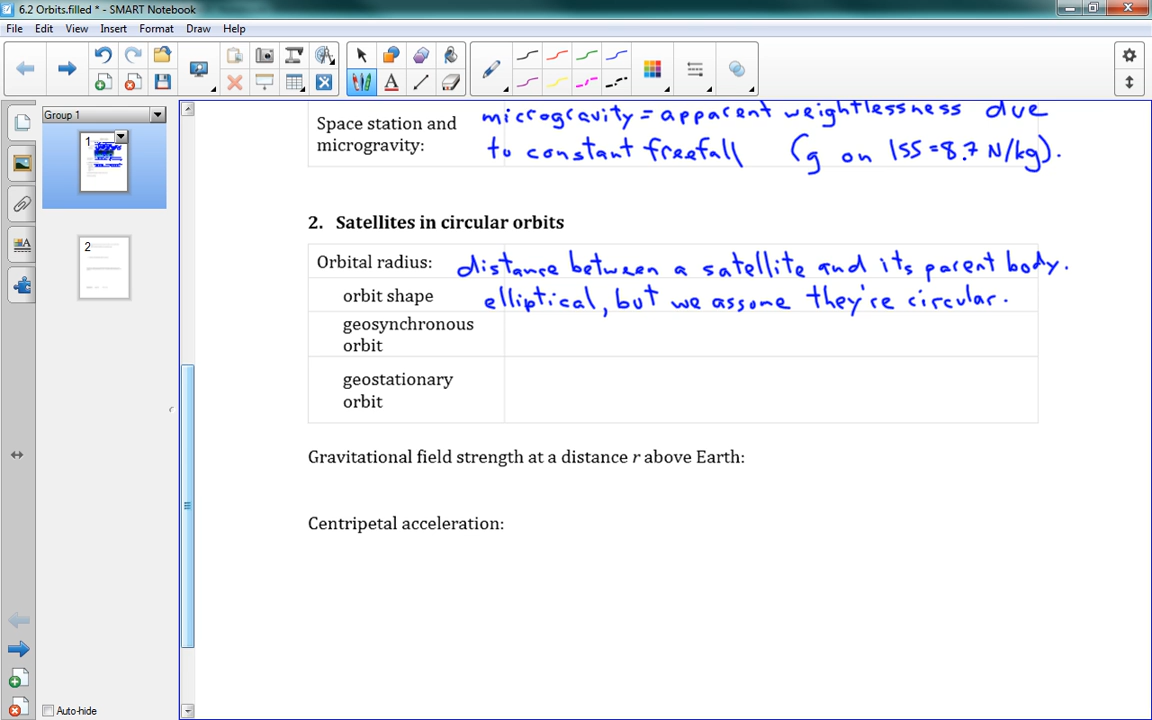 6.2 Orbits.filled * - SMART Notebook
File Edit View Insert Format Draw Help
Group 1
1
2
Auto-hide
Space station and
microgravity:
microgravity = apparent weightlessness due
to constant freefall (g on ISS = 8.7 N/kg).
2. Satellites in circular orbits
Orbital radius: distance between a satellite and its parent body.
orbit shape elliptical, but we assume they're circular.
geosynchronous
orbit
geostationary
orbit
Gravitational field strength at a distance r above Earth:
Centripetal acceleration: